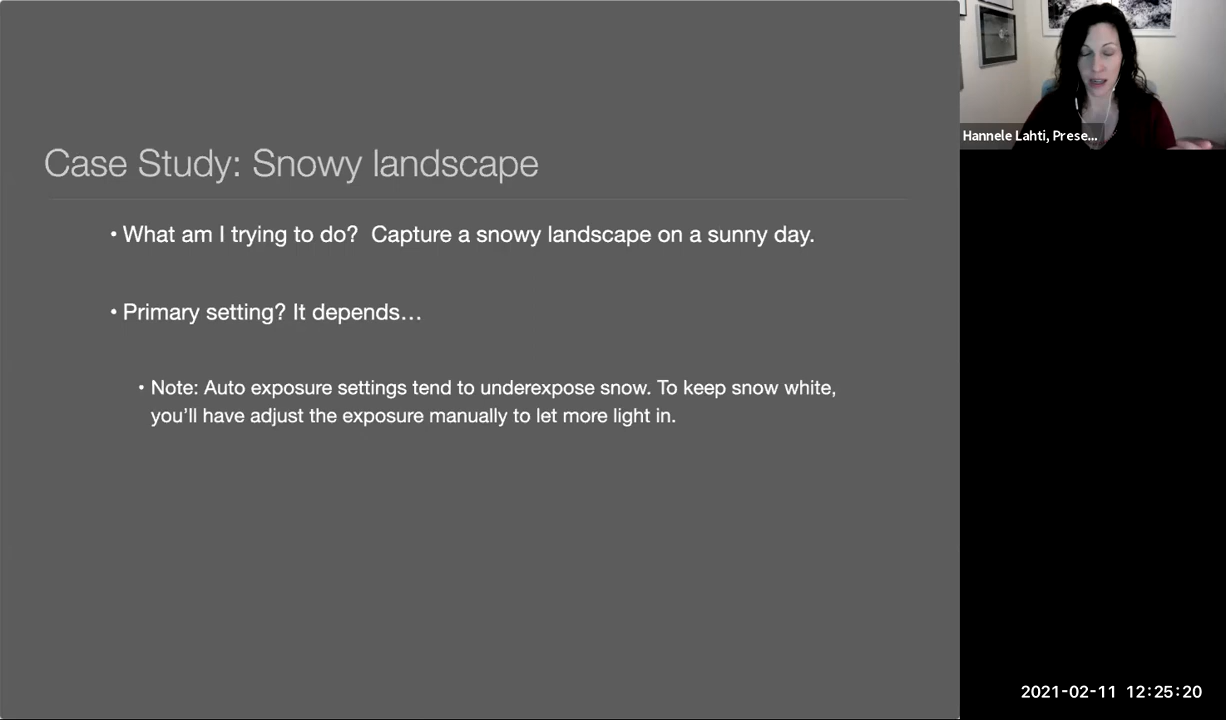 Case Study: Snowy landscape
• What am I trying to do?  Capture a snowy landscape on a sunny day.
• Primary setting? It depends…
• Note: Auto exposure settings tend to underexpose snow. To keep snow white,
you’ll have adjust the exposure manually to let more light in.
Hannele Lahti, Prese...
2021-02-11 12:25:20